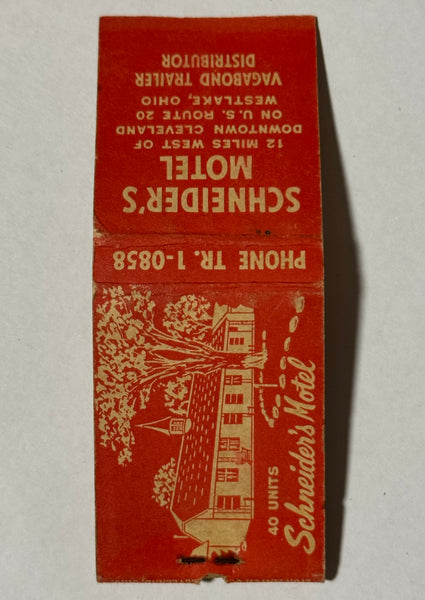 SCHNEIDER'S
MOTEL
12 MILES WEST OF
DOWNTOWN CLEVELAND
ON U.S. ROUTE 20
WESTLAKE, OHIO
VAGABOND TRAILER
DISTRIBUTOR
PHONE TR. 1-0858
40 UNITS
Schneider's Motel